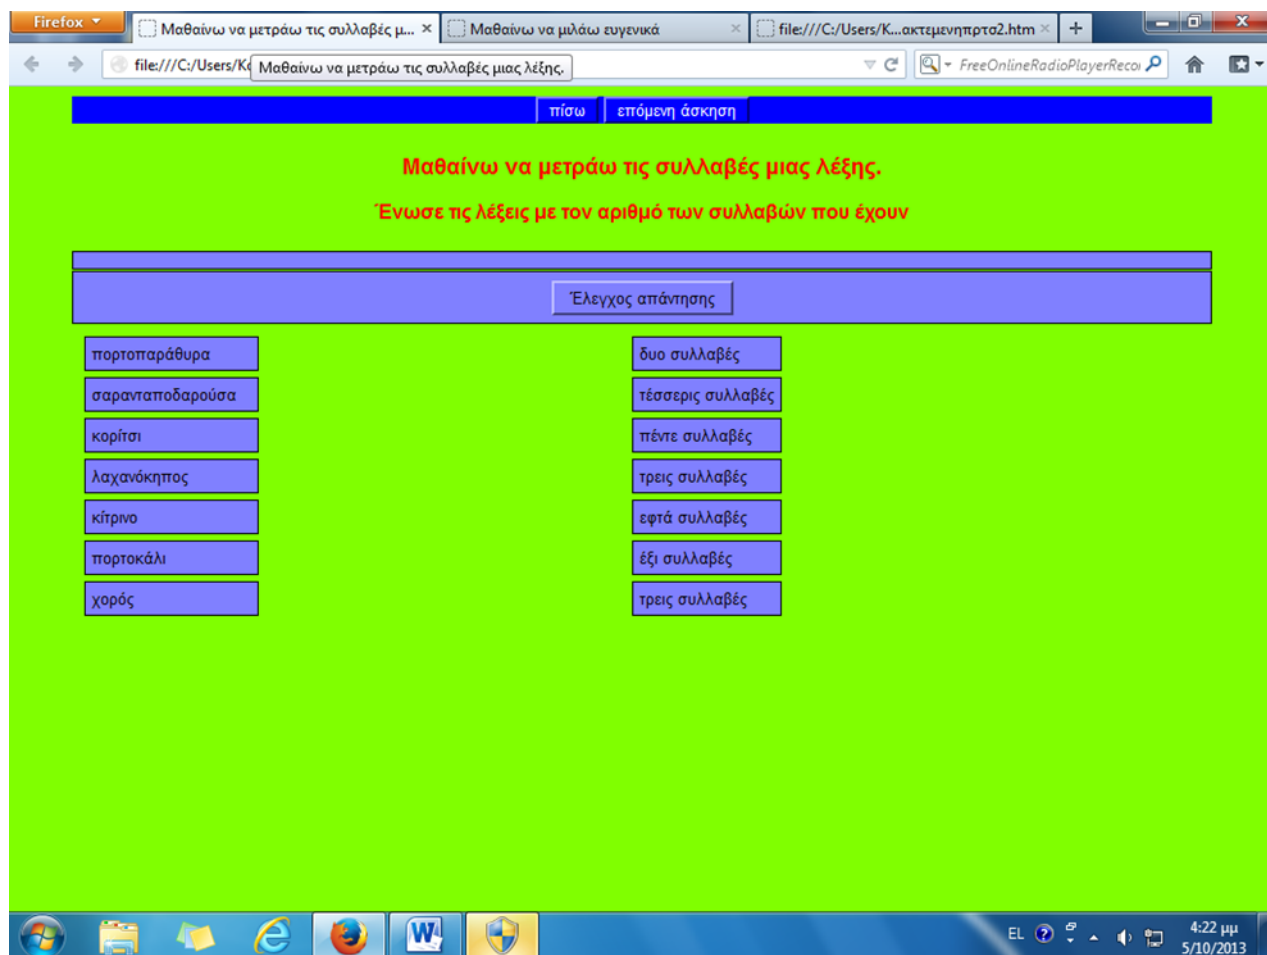 Firefox
Μαθαίνω να μετράω τις συλλαβές μ...
Μαθαίνω να μιλάω ευγενικά
file:///C:/Users/K...ακτεμενηπρτσ2.htm
file:///C:/Users/Κα
Μαθαίνω να μετράω τις συλλαβές μιας λέξης.
FreeOnlineRadioPlayerRecor
πίσω
επόμενη άσκηση
Μαθαίνω να μετράω τις συλλαβές μιας λέξης.
Ένωσε τις λέξεις με τον αριθμό των συλλαβών που έχουν
Έλεγχος απάντησης
πορτοπαράθυρα
δυο συλλαβές
σαρανταποδαρούσα
τέσσερις συλλαβές
κορίτσι
πέντε συλλαβές
λαχανόκηπος
τρεις συλλαβές
κίτρινο
εφτά συλλαβές
πορτοκάλι
έξι συλλαβές
χορός
τρεις συλλαβές
EL
4:22 μμ
5/10/2013